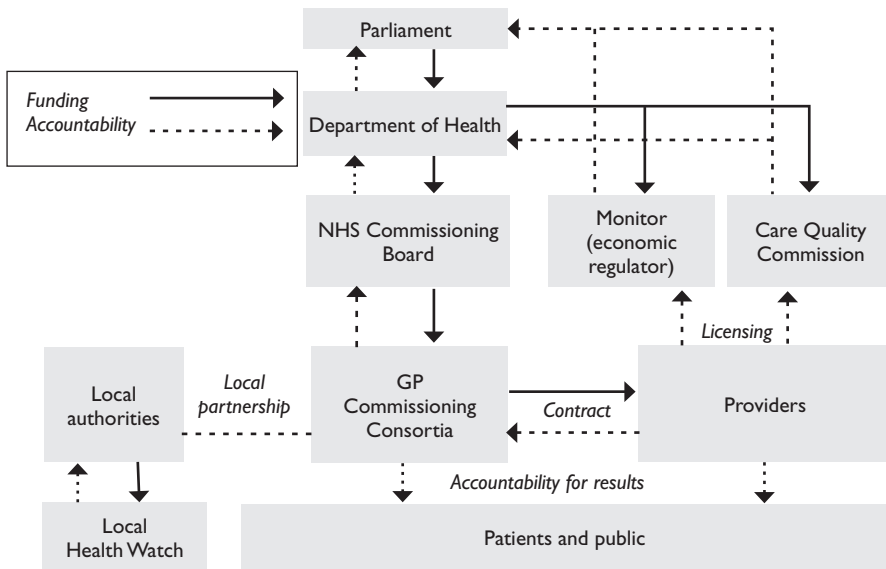 Parliament
Funding
Accountability
Department of Health
NHS Commissioning
Board
Monitor
(economic
regulator)
Care Quality
Commission
Licensing
Local
authorities
Local
partnership
GP
Commissioning
Consortia
Contract
Providers
Accountability for results
Local
Health Watch
Patients and public